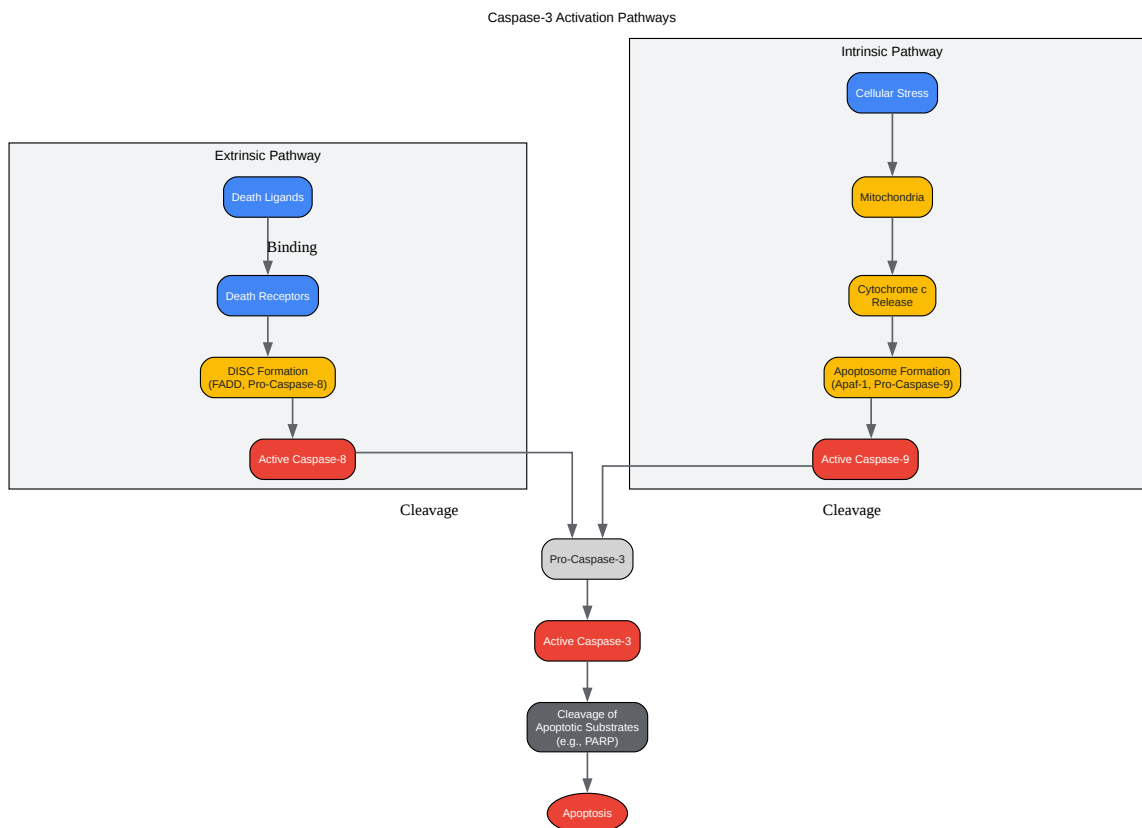 Caspase-3 Activation Pathways
Extrinsic Pathway
Death Ligands
Binding
Death Receptors
DISC Formation
(FADD, Pro-Caspase-8)
Active Caspase-8
Cleavage
Intrinsic Pathway
Cellular Stress
Mitochondria
Cytochrome c
Release
Apoptosome Formation
(Apaf-1, Pro-Caspase-9)
Active Caspase-9
Cleavage
Pro-Caspase-3
Active Caspase-3
Cleavage of
Apoptotic Substrates
(e.g., PARP)
Apoptosis